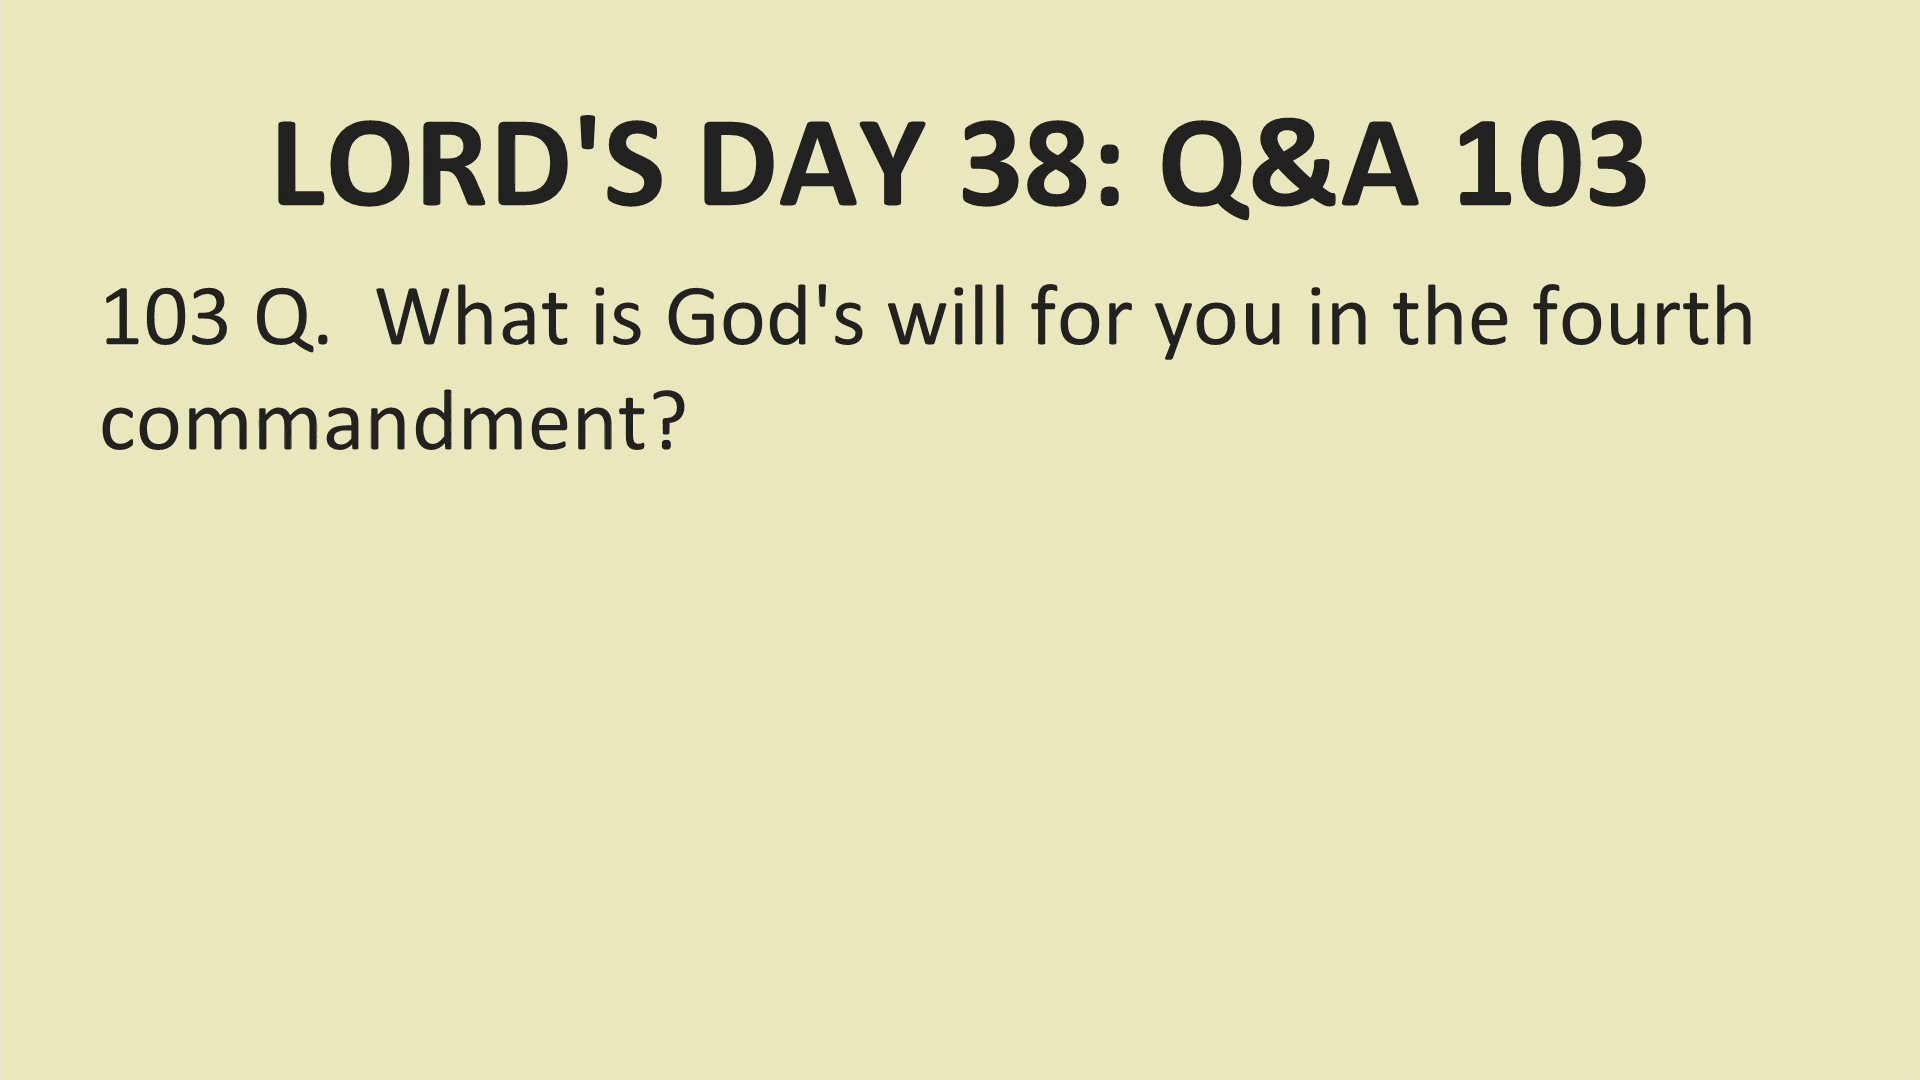 LORD'S DAY 38: Q&A 103
103 Q.  What is God's will for you in the fourth
commandment?